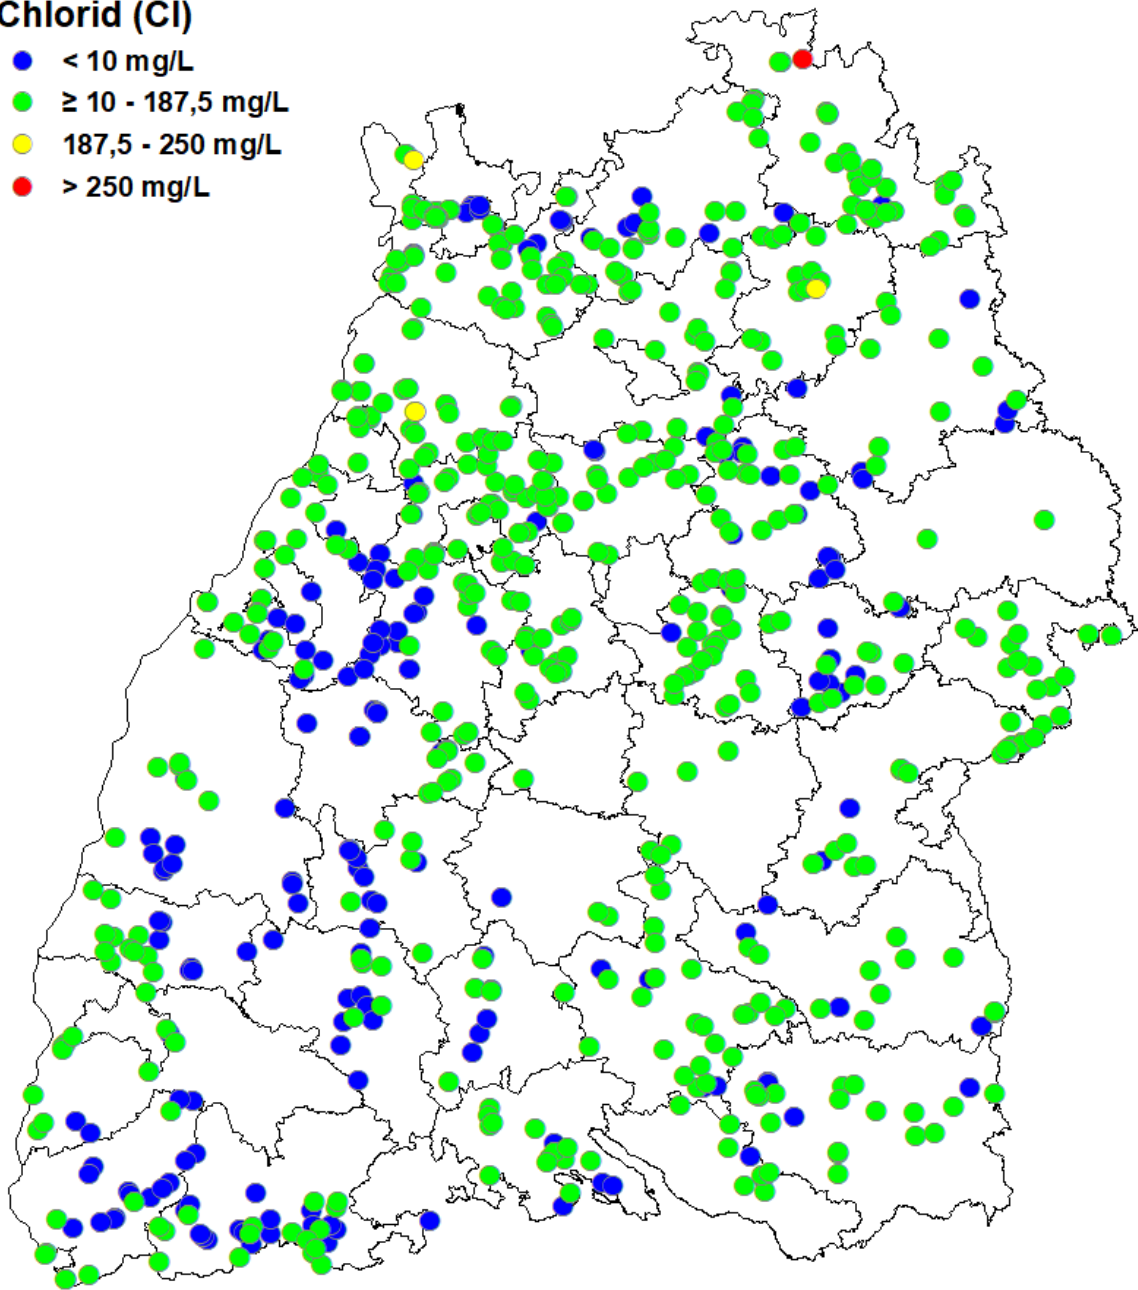 Chlorid (Cl)
< 10 mg/L
≥ 10 - 187,5 mg/L
187,5 - 250 mg/L
> 250 mg/L